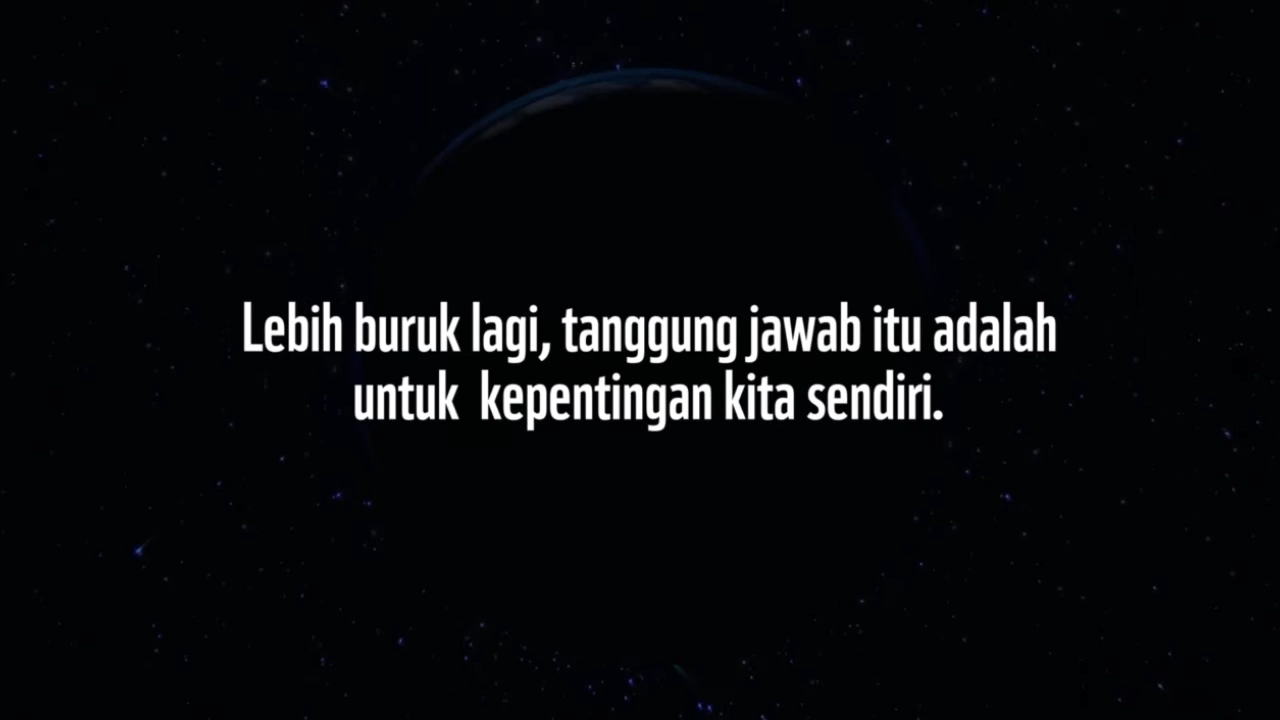 Lebih buruk lagi, tanggung jawab itu adalah
untuk  kepentingan kita sendiri.